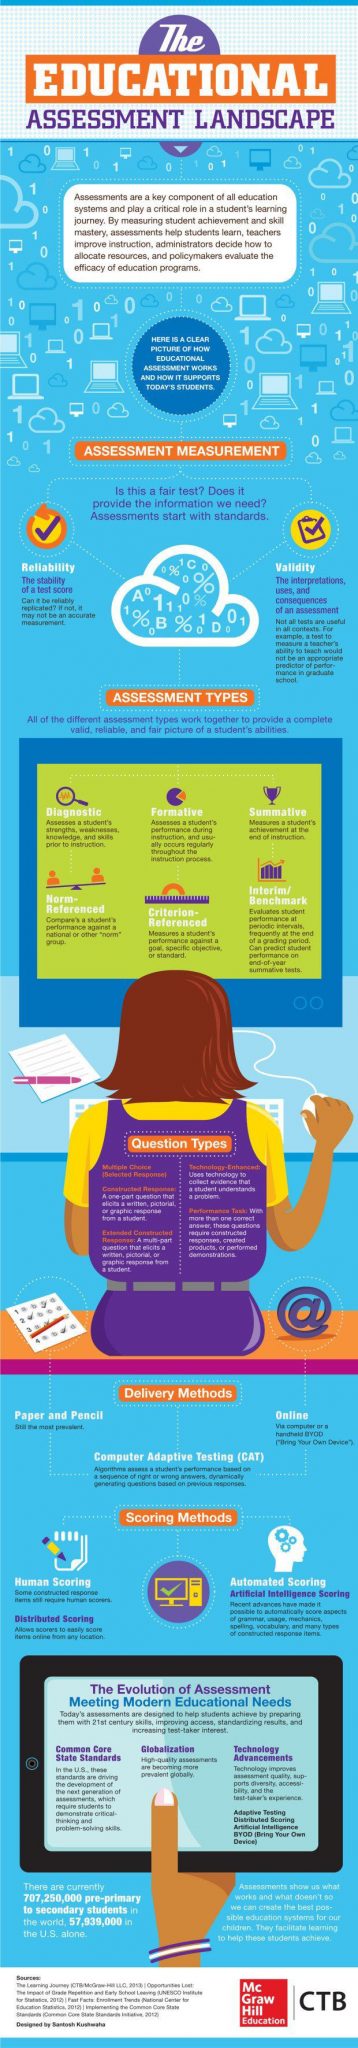 The
EDUCATIONAL
ASSESSMENT LANDSCAPE
Assessments are a key component of all education
systems and play a critical role in a student's learning
journey. By measuring student achievement and skill
mastery, assessments help students learn, teachers
improve instruction, administrators decide how to
allocate resources, and policymakers evaluate the
efficacy of education programs.
HERE IS A CLEAR
PICTURE OF HOW
EDUCATIONAL
ASSESSMENT WORKS
AND HOW IT SUPPORTS
TODAY'S STUDENTS.
ASSESSMENT MEASUREMENT
Is this a fair test? Does it
provide the information we need?
Assessments start with standards.
Reliability
The stability
of a test score
Can it be reliably
replicated? If not, it
may not be an accurate
measurement.
Validity
The interpretations,
uses, and
consequences
of an assessment
Not all tests are useful
in all contexts. For
example, a test to
measure a teacher's
ability to teach would
not be an appropriate
predictor of perfor-
mance in graduate
school.
ASSESSMENT TYPES
All of the different assessment types work together to provide a complete
valid, reliable, and fair picture of a student's abilities.
Diagnostic
Assesses a student's
strengths, weaknesses,
knowledge, and skills
prior to instruction.
Formative
Assesses a student's
performance during
instruction, and usu-
ally occurs regularly
throughout the
instruction process.
Summative
Measures a student's
achievement at the
end of instruction.
Norm-
Referenced
Compare's a student's
performance against a
national or other "norm"
group.
Criterion-
Referenced
Measures a student's
performance against a
goal, specific objective,
or standard.
Interim/
Benchmark
Evaluates student
performance at
periodic intervals,
frequently at the end
of a grading period.
Can predict student
performance on
end-of-year
summative tests.
Question Types
Multiple Choice
(Selected Response)
Constructed Response:
A one-part question that
elicits a written, pictorial,
or graphic response
from a student.
Extended Constructed
Response: A multi-part
question that elicits a
written, pictorial, or
graphic response from
a student.
Technology-Enhanced:
Uses technology to
collect evidence that
a student understands
a problem.
Performance Task: With
more than one correct
answer, these questions
require constructed
responses, created
products, or performed
demonstrations.
Delivery Methods
Paper and Pencil
Still the most prevalent.
Online
Via computer or a
handheld BYOD
("Bring Your Own Device").
Computer Adaptive Testing (CAT)
Algorithms assess a student's performance based on
a sequence of right or wrong answers, dynamically
generating questions based on previous responses.
Scoring Methods
Human Scoring
Some constructed response
items still require human scorers.
Distributed Scoring
Allows scorers to easily score
items online from any location.
Automated Scoring
Artificial Intelligence Scoring
Recent advances have made it
possible to automatically score aspects
of grammar, usage, mechanics,
spelling, vocabulary, and many types
of constructed response items.
The Evolution of Assessment
Meeting Modern Educational Needs
Today's assessments are designed to help students achieve by preparing
them with 21st century skills, improving access, standardizing results, and
increasing test-taker interest.
Common Core
State Standards
In the U.S., these
standards are driving
the development of
the next generation of
assessments, which
require students to
demonstrate critical-
thinking and
problem-solving skills.
Globalization
High-quality assessments
are becoming more
prevalent globally.
Technology
Advancements
Technology improves
assessment quality, sup-
ports diversity, accessi-
bility, and the
test-taker's experience.
Adaptive Testing
Distributed Scoring
Artificial Intelligence
BYOD (Bring Your Own
Device)
There are currently
707,250,000 pre-primary
to secondary students in
the world, 57,939,000 in
the U.S. alone.
Assessments show us what
works and what doesn't so
we can create the best pos-
sible education systems for our
children. They facilitate learning
to help these students achieve.
Sources:
The Learning Journey (CTB/McGraw-Hill LLC, 2013) | Opportunities Lost:
The Impact of Grade Repetition and Early School Leaving (UNESCO Institute
for Statistics, 2012) | Fast Facts: Enrollment Trends (National Center for
Education Statistics, 2012) | Implementing the Common Core State
Standards (Common Core State Standards Initiative, 2012)
Designed by Santosh Kushwaha
Mc
Graw
Hill
Education
CTB